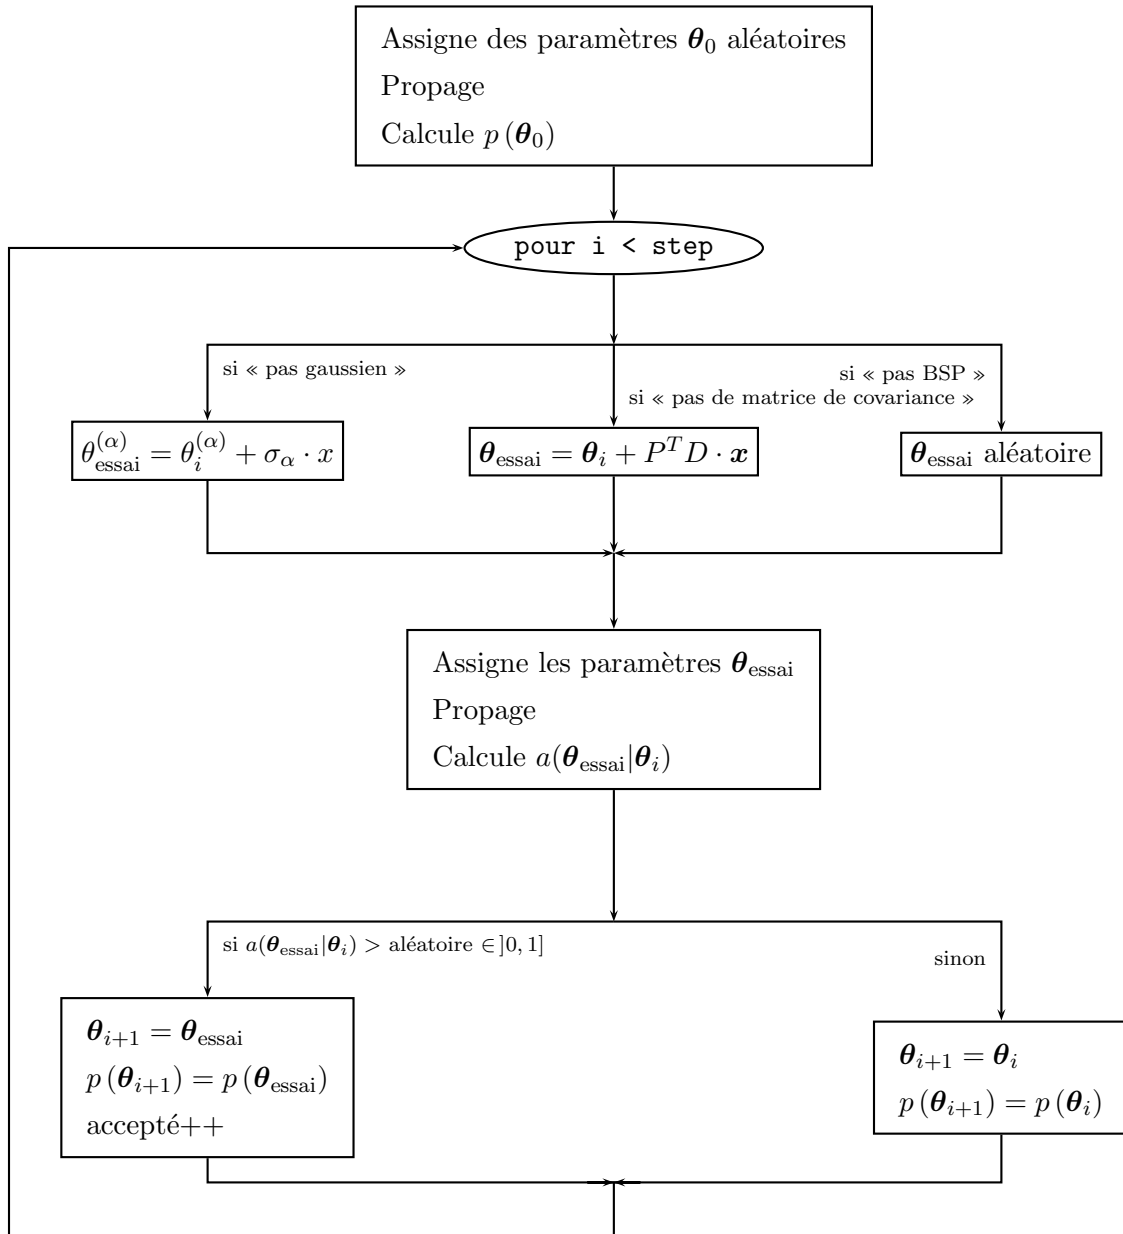 Assigne des paramètres θ₀ aléatoires
Propage
Calcule p (θ₀)
pour i < step
si « pas gaussien »
si « pas BSP »
si « pas de matrice de covariance »
θ_essai^(α) = θ_i^(α) + σ_α · x
θ_essai = θ_i + P^T D · x
θ_essai aléatoire
Assigne les paramètres θ_essai
Propage
Calcule a(θ_essai|θ_i)
si a(θ_essai|θ_i) > aléatoire ∈ ]0, 1]
sinon
θ_{i+1} = θ_essai
p (θ_{i+1}) = p (θ_essai)
accepté++
θ_{i+1} = θ_i
p (θ_{i+1}) = p (θ_i)